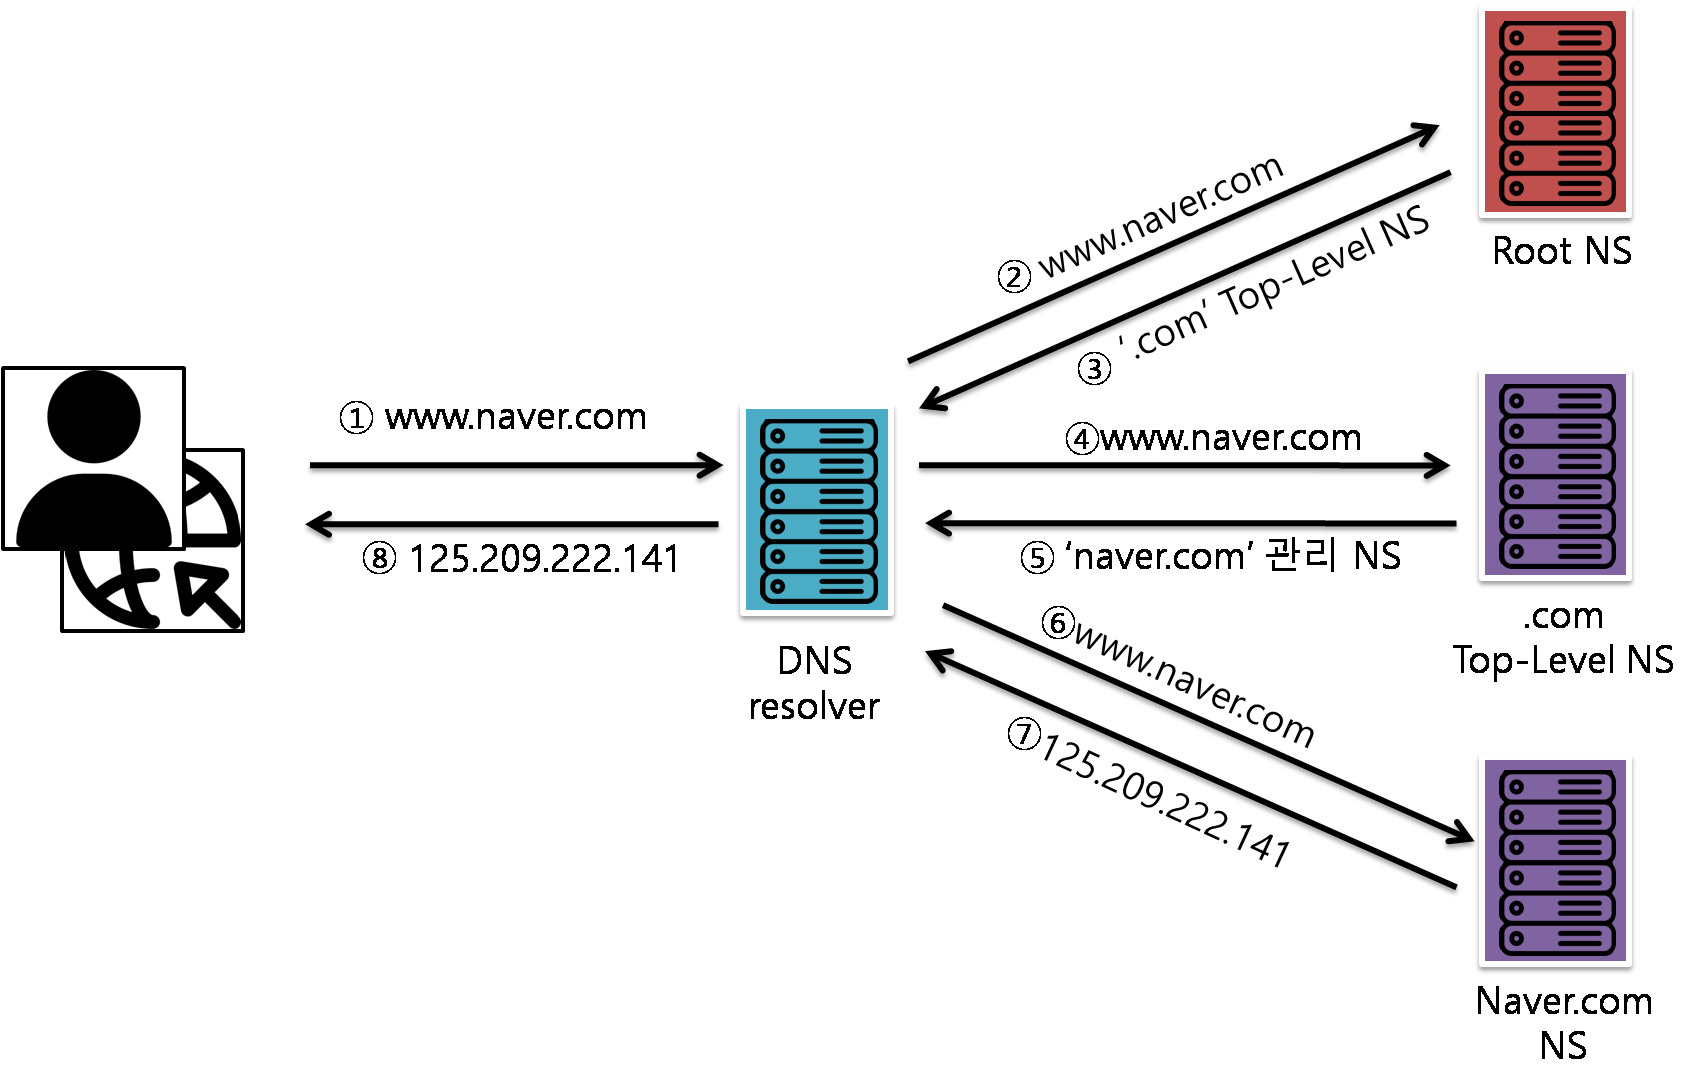 ② www.naver.com
Root NS
③ ‘.com’ Top-Level NS
① www.naver.com
④www.naver.com
⑧ 125.209.222.141
⑤ ‘naver.com’ 관리 NS
.com
Top-Level NS
DNS
resolver
⑥www.naver.com
⑦125.209.222.141
Naver.com
NS